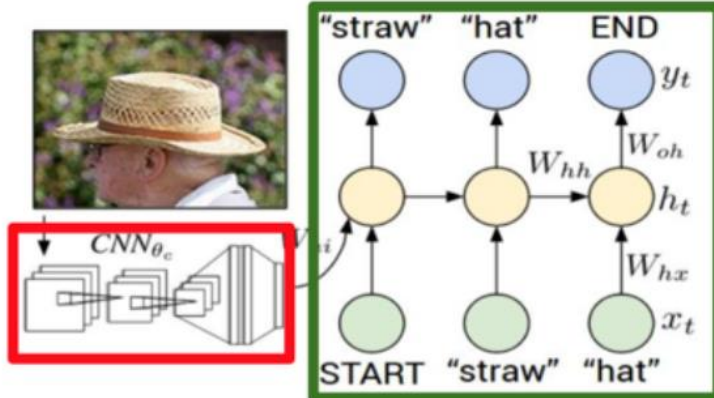 "straw" "hat" END
y_t
W_hh W_oh
h_t
CNN_θc
W_hx
x_t
START "straw" "hat"